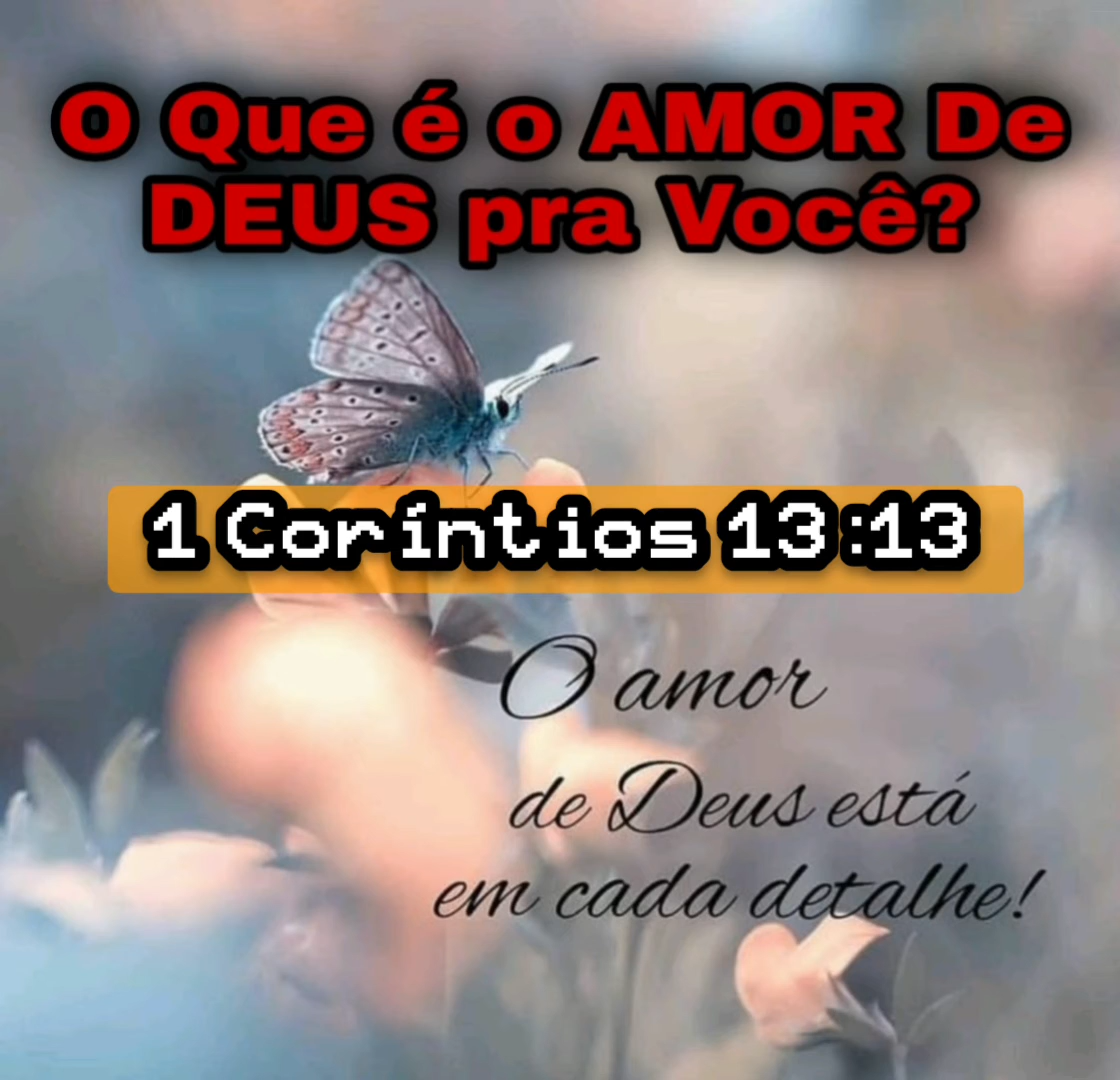 O Que é o AMOR De
DEUS pra Você?
1 Coríntios 13:13
O amor
de Deus está
em cada detalhe!